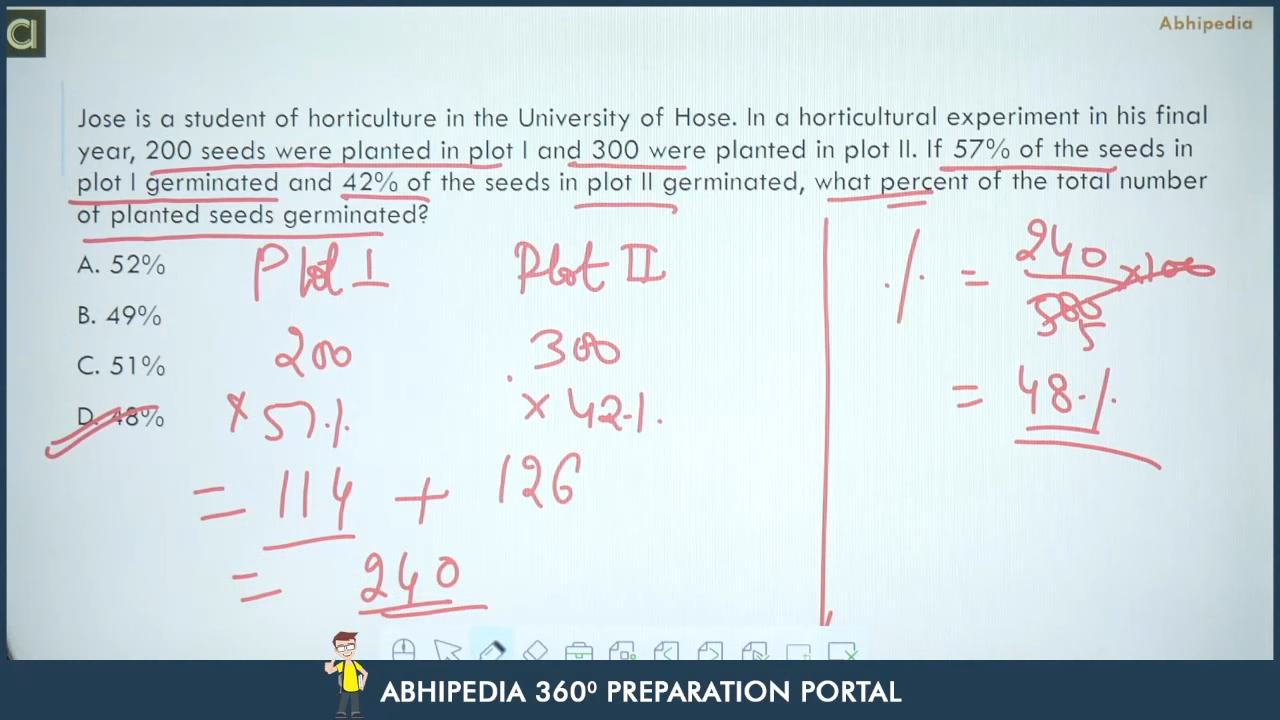 Abhipedia
Jose is a student of horticulture in the University of Hose. In a horticultural experiment in his final
year, 200 seeds were planted in plot I and 300 were planted in plot II. If 57% of the seeds in
plot I germinated and 42% of the seeds in plot II germinated, what percent of the total number
of planted seeds germinated?
A. 52%
B. 49%
C. 51%
D. 48%
Plot I
200
× 57%
= 114 + 126
= 240
Plot II
300
× 42%
% = 240 × 100
500
5
= 48%
ABHIPEDIA 360⁰ PREPARATION PORTAL